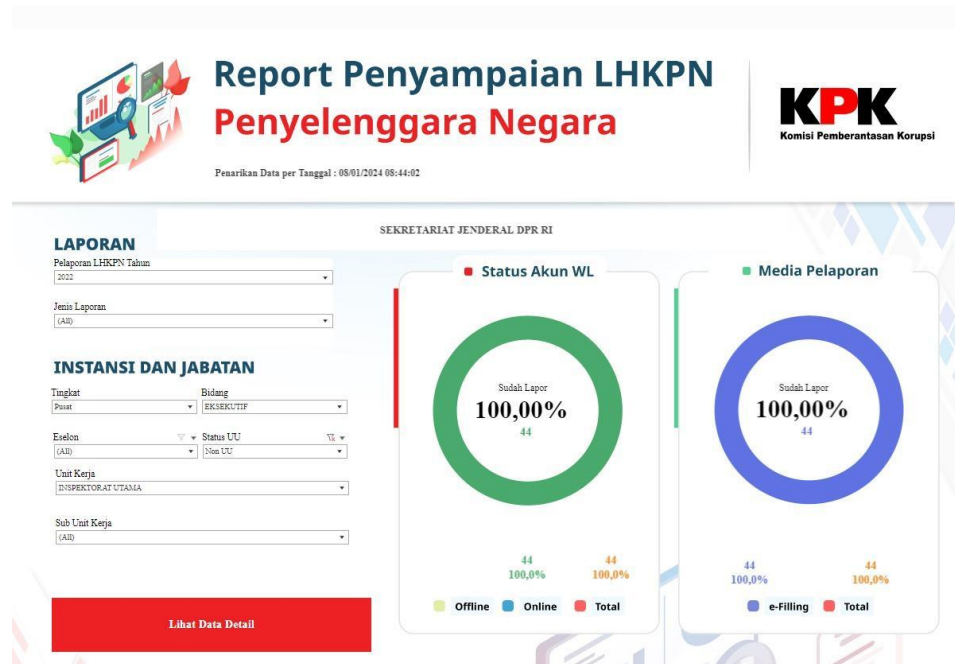 Report Penyampaian LHKPN
Penyelenggara Negara
KPK
Komisi Pemberantasan Korupsi
Penarikan Data per Tanggal : 08/01/2024 08:44:02
SEKRETARIAT JENDERAL DPR RI
LAPORAN
Pelaporan LHKPN Tahun
2022
Jenis Laporan
(All)
INSTANSI DAN JABATAN
Tingkat Bidang
Pusat EKSEKUTIF
Eselon Status UU
(All) Non UU
Unit Kerja
INSPEKTORAT UTAMA
Sub Unit Kerja
(All)
Lihat Data Detail
Status Akun WL
Sudah Lapor
100,00%
44
44 44
100,0% 100,0%
Offline Online Total
Media Pelaporan
Sudah Lapor
100,00%
44
44 44
100,0% 100,0%
e-Filling Total